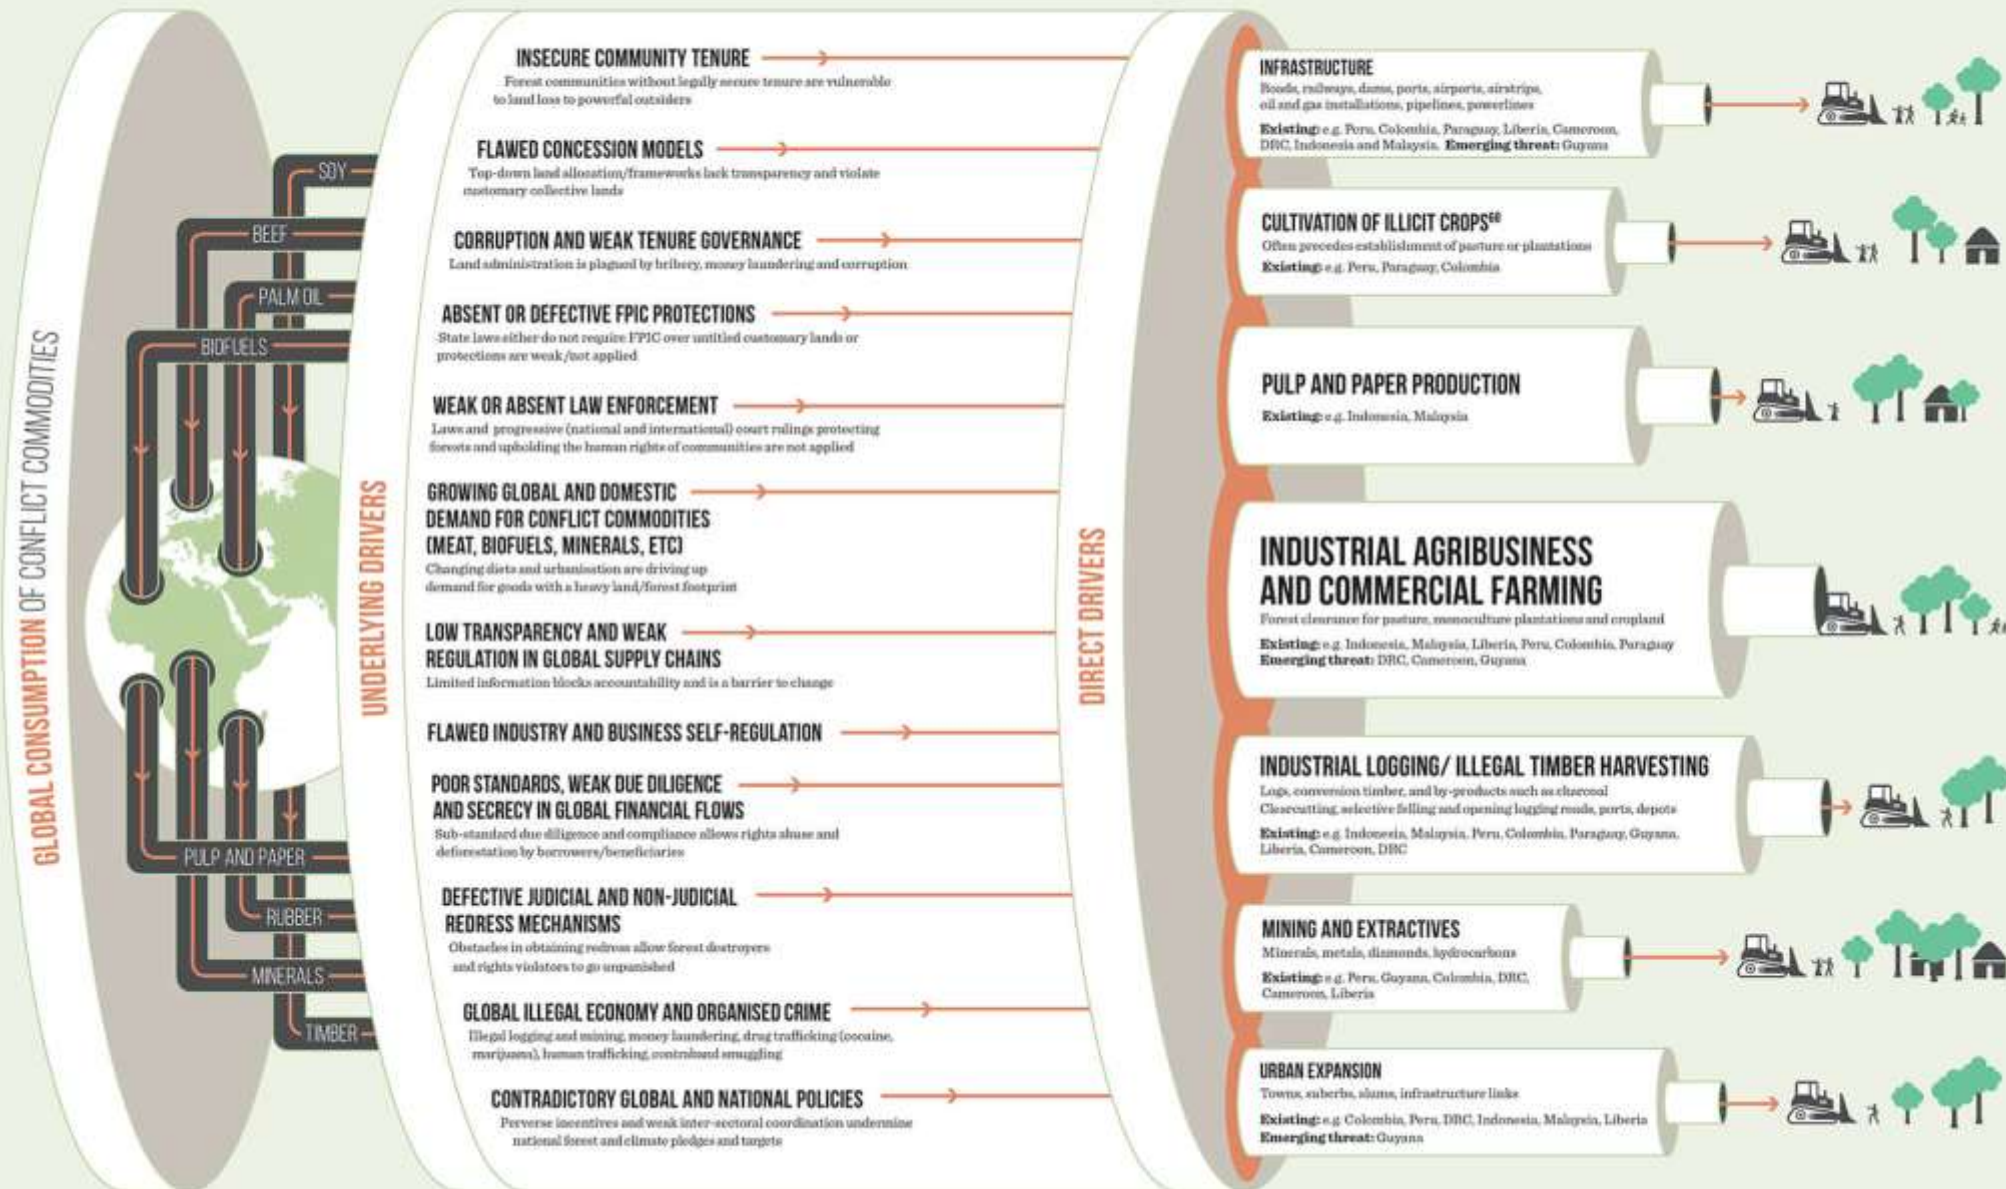 GLOBAL CONSUMPTION OF CONFLICT COMMODITIES
SOY
BEEF
PALM OIL
BIOFUELS
PULP AND PAPER
RUBBER
MINERALS
TIMBER
UNDERLYING DRIVERS
INSECURE COMMUNITY TENURE
Forest communities without legally secure tenure are vulnerable
to land loss to powerful outsiders
FLAWED CONCESSION MODELS
Top-down land allocation/frameworks lack transparency and violate
customary collective lands
CORRUPTION AND WEAK TENURE GOVERNANCE
Land administration is plagued by bribery, money laundering and corruption
ABSENT OR DEFECTIVE FPIC PROTECTIONS
State laws either do not require FPIC over untitled customary lands or
protections are weak/not applied
WEAK OR ABSENT LAW ENFORCEMENT
Laws and progressive (national and international) court rulings protecting
forests and upholding the human rights of communities are not applied
GROWING GLOBAL AND DOMESTIC
DEMAND FOR CONFLICT COMMODITIES
(MEAT, BIOFUELS, MINERALS, ETC)
Changing diets and urbanisation are driving up
demand for goods with a heavy land/forest footprint
LOW TRANSPARENCY AND WEAK
REGULATION IN GLOBAL SUPPLY CHAINS
Limited information blocks accountability and is a barrier to change
FLAWED INDUSTRY AND BUSINESS SELF-REGULATION
POOR STANDARDS, WEAK DUE DILIGENCE
AND SECRECY IN GLOBAL FINANCIAL FLOWS
Sub-standard due diligence and compliance allows rights abuse and
deforestation by borrowers/beneficiaries
DEFECTIVE JUDICIAL AND NON-JUDICIAL
REDRESS MECHANISMS
Obstacles in obtaining redress allow forest destroyers
and rights violators to go unpunished
GLOBAL ILLEGAL ECONOMY AND ORGANISED CRIME
Illegal logging and mining, money laundering, drug trafficking (cocaine,
marijuana), human trafficking, contraband smuggling
CONTRADICTORY GLOBAL AND NATIONAL POLICIES
Perverse incentives and weak inter-sectoral coordination undermine
national forest and climate pledges and targets
DIRECT DRIVERS
INFRASTRUCTURE
Roads, railways, dams, ports, airports, airstrips,
oil and gas installations, pipelines, powerlines
Existing: e.g. Peru, Colombia, Paraguay, Liberia, Cameroon,
DRC, Indonesia and Malaysia. Emerging threat: Guyana
CULTIVATION OF ILLICIT CROPS⁶⁰
Often precedes establishment of pasture or plantations
Existing: e.g. Peru, Paraguay, Colombia
PULP AND PAPER PRODUCTION
Existing: e.g. Indonesia, Malaysia
INDUSTRIAL AGRIBUSINESS
AND COMMERCIAL FARMING
Forest clearance for pasture, monoculture plantations and cropland
Existing: e.g. Indonesia, Malaysia, Liberia, Peru, Colombia, Paraguay
Emerging threat: DRC, Cameroon, Guyana
INDUSTRIAL LOGGING/ ILLEGAL TIMBER HARVESTING
Logs, conversion timber, and by-products such as charcoal
Clearcutting, selective felling and opening logging roads, ports, depots
Existing: e.g. Indonesia, Malaysia, Peru, Colombia, Paraguay, Guyana,
Liberia, Cameroon, DRC
MINING AND EXTRACTIVES
Minerals, metals, diamonds, hydrocarbons
Existing: e.g. Peru, Guyana, Colombia, DRC,
Cameroon, Liberia
URBAN EXPANSION
Towns, suberbs, slums, infrastructure links
Existing: e.g. Colombia, Peru, DRC, Indonesia, Malaysia, Liberia
Emerging threat: Guyana